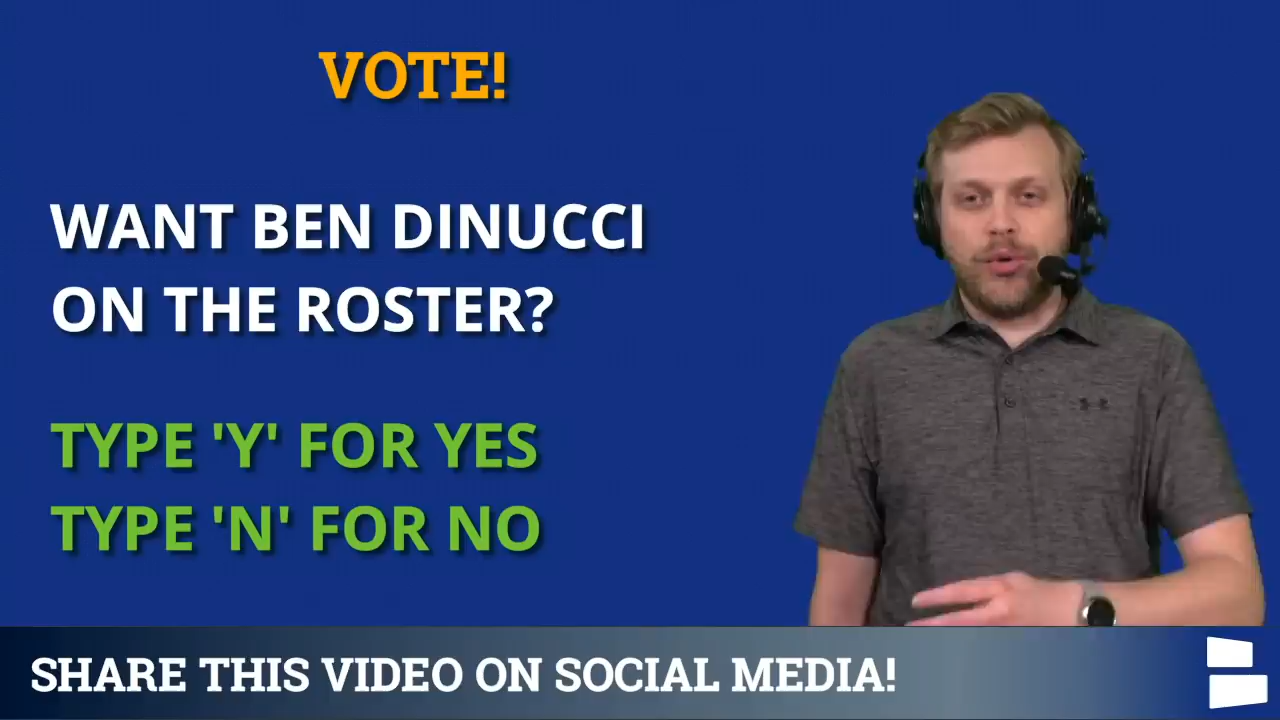 VOTE!
WANT BEN DINUCCI
ON THE ROSTER?
TYPE 'Y' FOR YES
TYPE 'N' FOR NO
SHARE THIS VIDEO ON SOCIAL MEDIA!